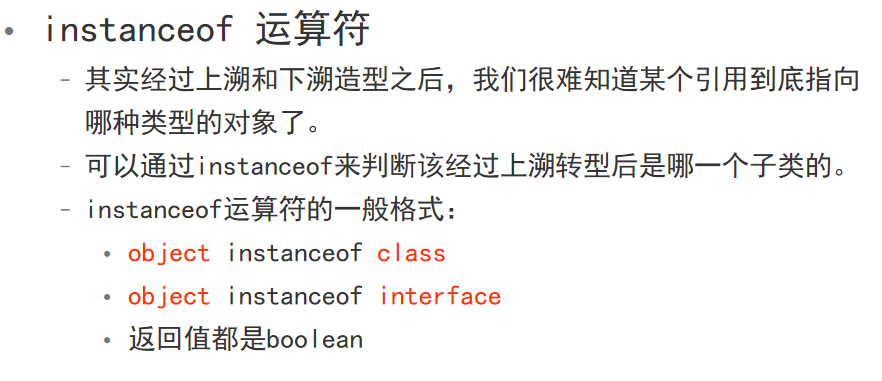 • instanceof 运算符
– 其实经过上溯和下溯造型之后，我们很难知道某个引用到底指向
哪种类型的对象了。
– 可以通过instanceof来判断该经过上溯转型后是哪一个子类的。
– instanceof运算符的一般格式：
• object instanceof class
• object instanceof interface
• 返回值都是boolean